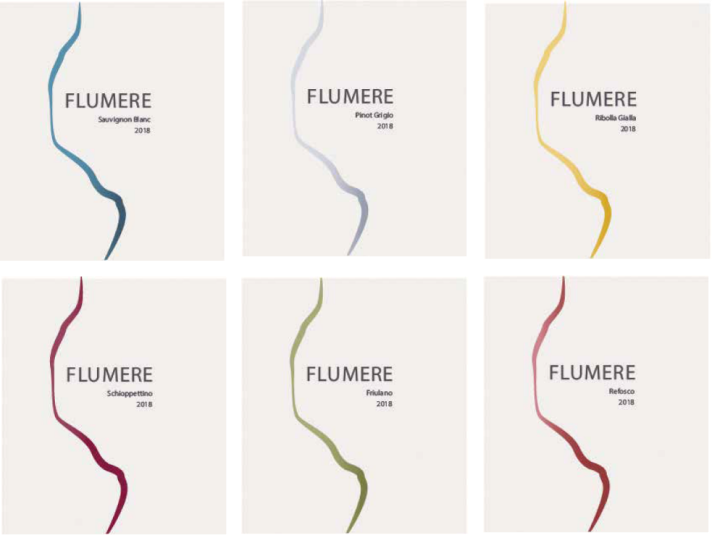 FLUMERE
Sauvignon Blanc
2018
FLUMERE
Pinot Grigio
2018
FLUMERE
Ribolla Gialla
2018
FLUMERE
Schioppettino
2018
FLUMERE
Friulano
2018
FLUMERE
Refosco
2018